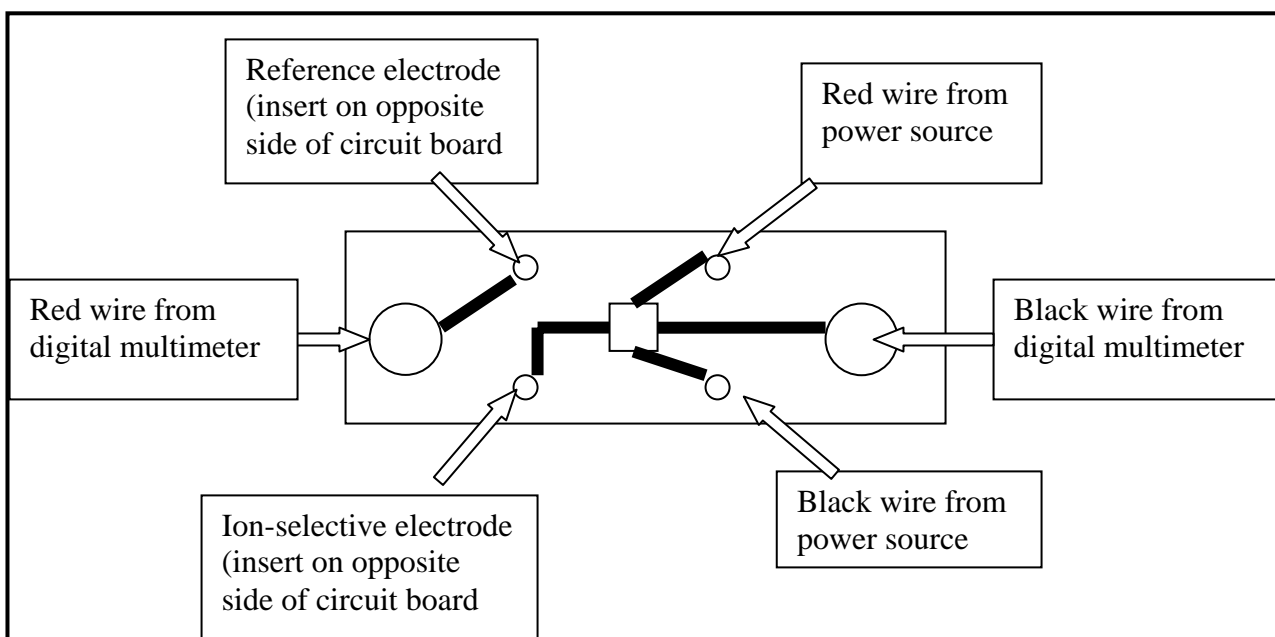 Reference electrode
(insert on opposite
side of circuit board
Red wire from
power source
Red wire from
digital multimeter
Black wire from
digital multimeter
Ion-selective electrode
(insert on opposite
side of circuit board
Black wire from
power source